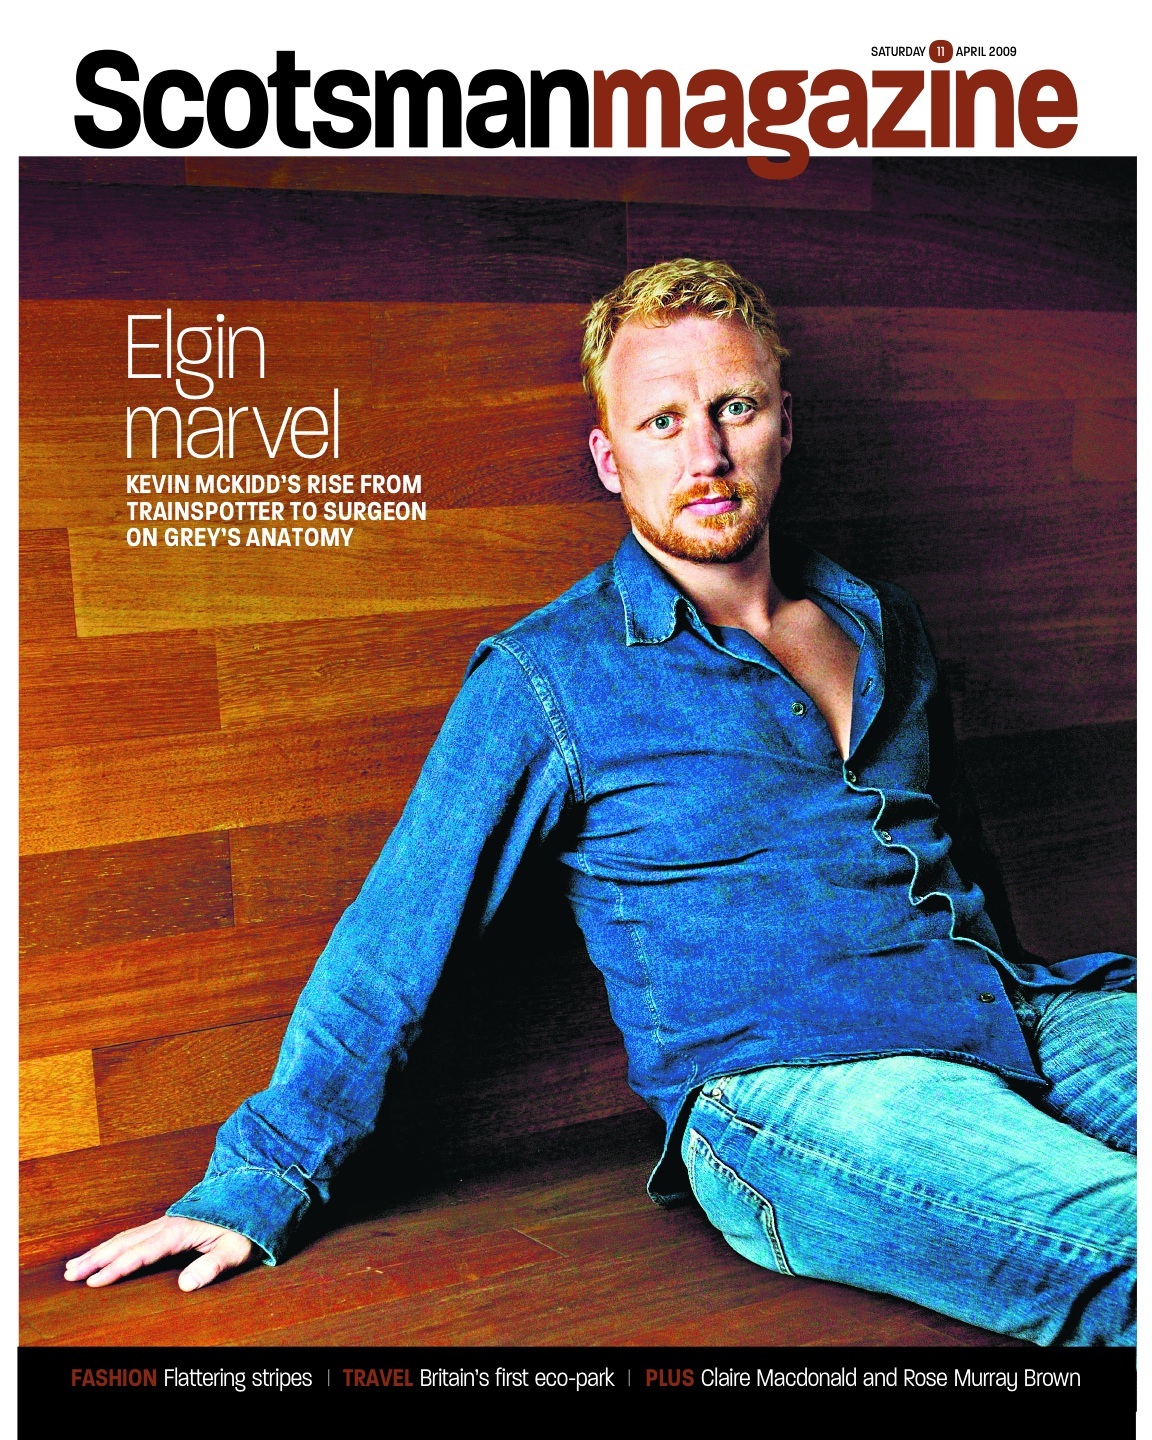 SATURDAY 11 APRIL 2009
Scotsmanmagazine
Elgin
marvel
KEVIN MCKIDD'S RISE FROM
TRAINSPOTTER TO SURGEON
ON GREY'S ANATOMY
FASHION Flattering stripes | TRAVEL Britain's first eco-park | PLUS Claire Macdonald and Rose Murray Brown